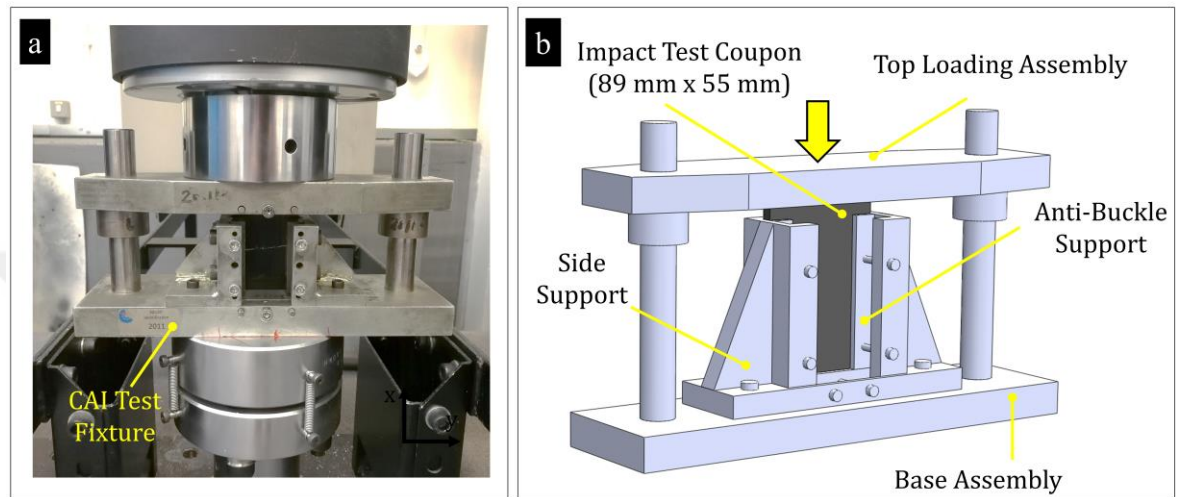 a
CAI Test
Fixture
2011
x
y
b
Impact Test Coupon
(89 mm x 55 mm)
Top Loading Assembly
Anti-Buckle
Support
Side
Support
Base Assembly